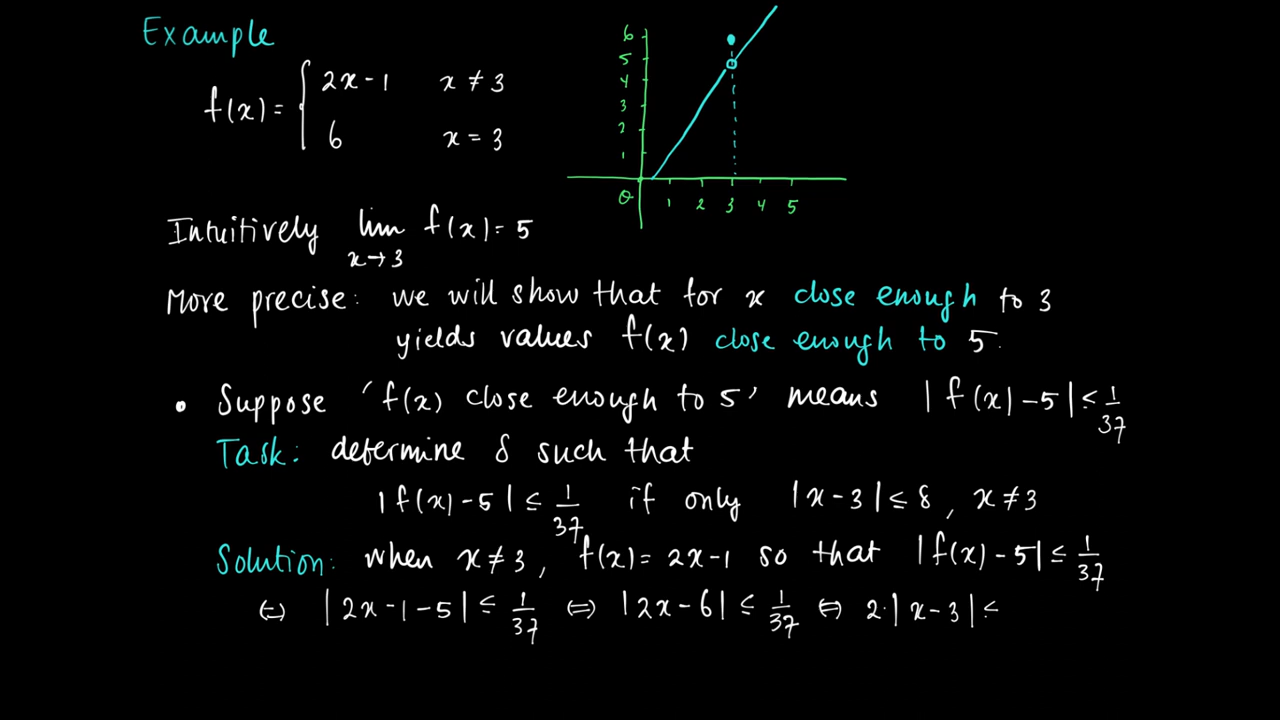 Example
f(x) = { 2x - 1 x ≠ 3
6 x = 3
6
5
4
3
2
1
0 1 2 3 4 5
Intuitively lim f(x) = 5
x → 3
More precise: we will show that for x close enough to 3
yields values f(x) close enough to 5.
• Suppose 'f(x) close enough to 5' means |f(x) - 5| ≤ 1/37
Task: determine δ such that
|f(x) - 5| ≤ 1/37 if only |x - 3| ≤ δ, x ≠ 3
Solution: when x ≠ 3, f(x) = 2x - 1 so that |f(x) - 5| ≤ 1/37
⇔ |2x - 1 - 5| ≤ 1/37 ⇔ |2x - 6| ≤ 1/37 ⇔ 2·|x - 3| ≤